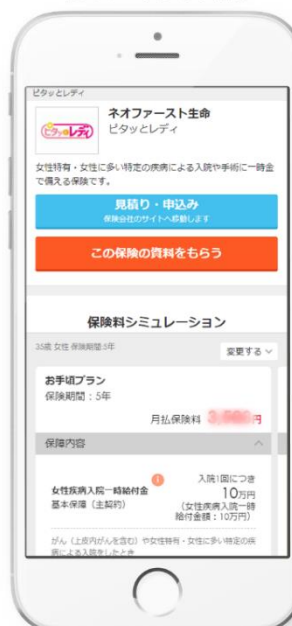 ピタッとレディ
ピタッとレディ
ネオファースト生命
ピタッとレディ
女性特有・女性に多い特定の疾病による入院や手術に一時金
で備える保険です。
見積り・申込み
保険会社のサイトへ移動します
この保険の資料をもらう
保険料シミュレーション
35歳 女性 保険期間:5年
変更する
お手頃プラン
保険期間：5年
月払保険料 円
保障内容
女性疾病入院一時給付金
基本保障（主契約）
入院1回につき
10万円
（女性疾病入院一時
給付金額：10万円）
がん（上皮内がんを含む）や女性特有・女性に多い特定の疾
病による入院をしたとき